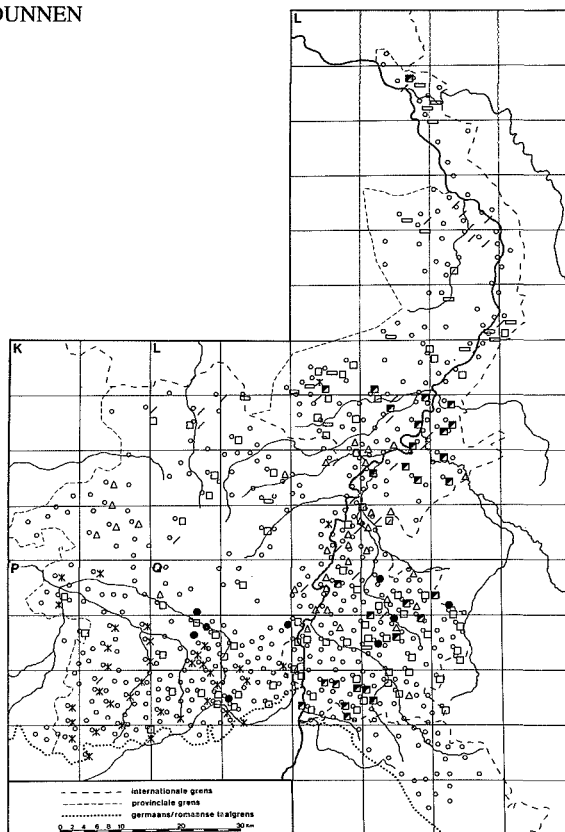 DUNNEN
L
K L
P Q
internationale grens
provinciale grens
germaans/romaanse taalgrens
0 2 4 6 8 10 20 30 km